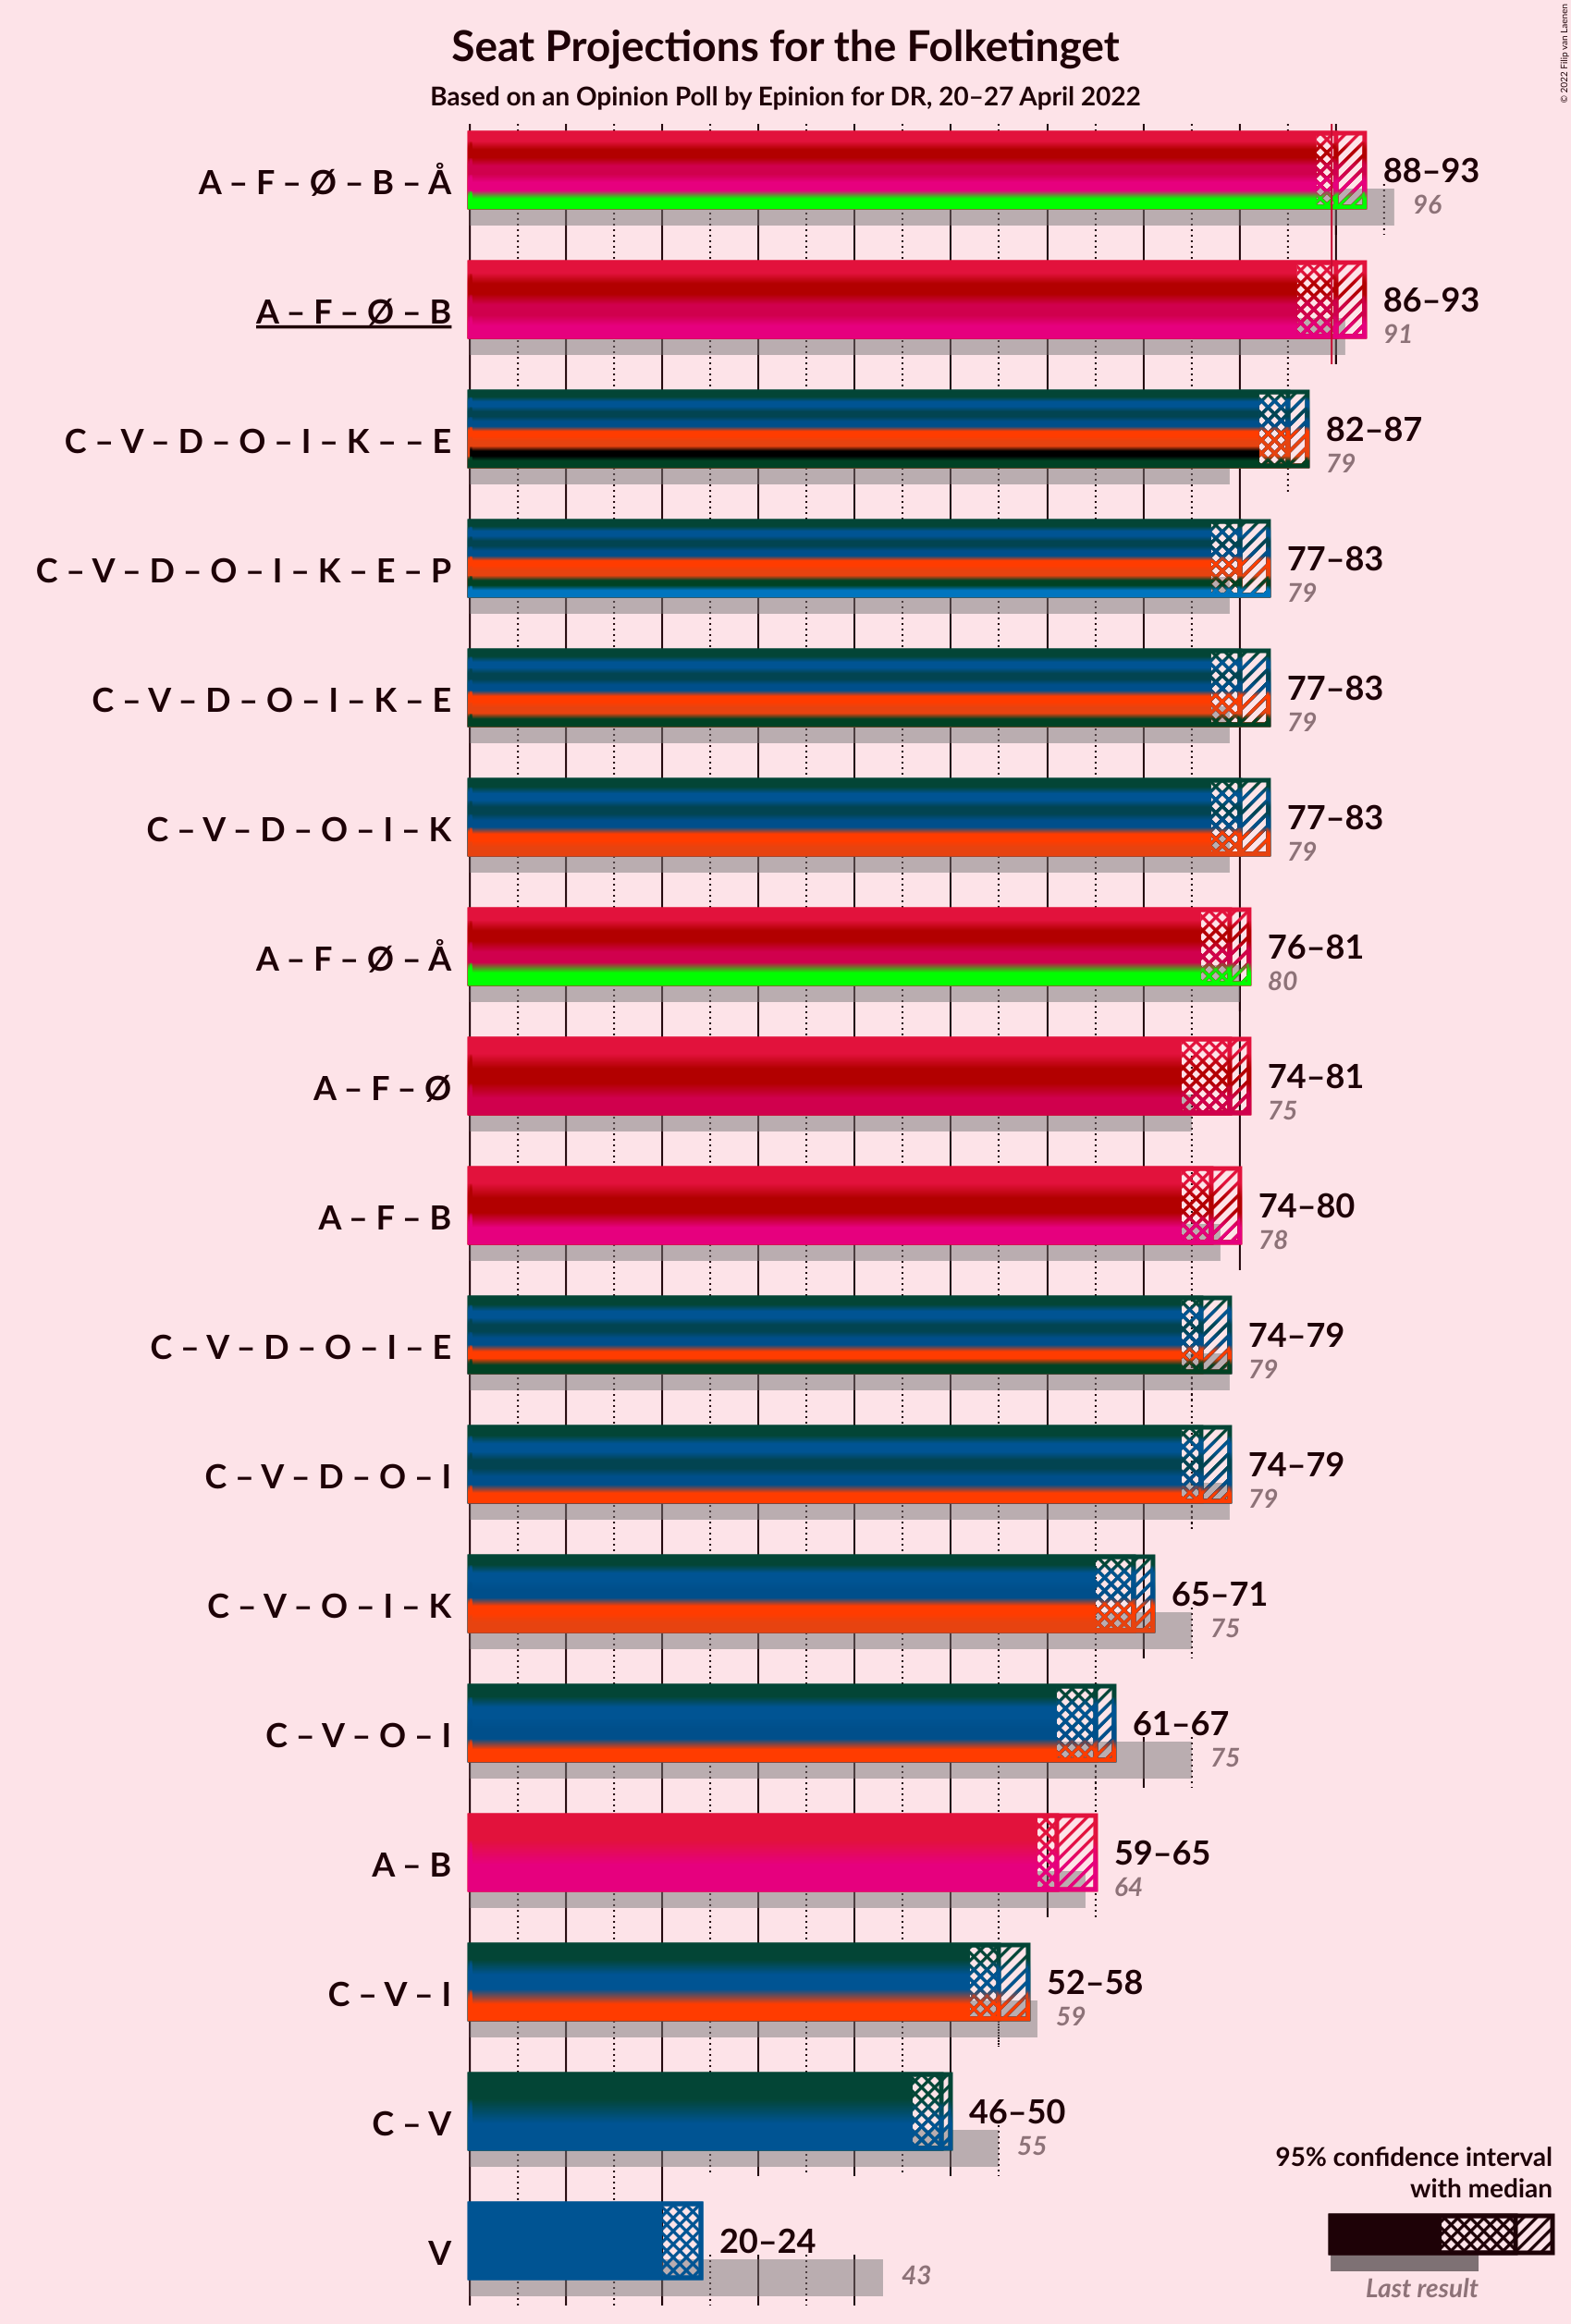 Seat Projections for the Folketinget
Based on an Opinion Poll by Epinion for DR, 20–27 April 2022
© 2022 Filip van Laenen
A – F – Ø – B – Å
88–93
96
A – F – Ø – B
86–93
91
C – V – D – O – I – K – – E
82–87
79
C – V – D – O – I – K – E – P
77–83
79
C – V – D – O – I – K – E
77–83
79
C – V – D – O – I – K
77–83
79
A – F – Ø – Å
76–81
80
A – F – Ø
74–81
75
A – F – B
74–80
78
C – V – D – O – I – E
74–79
79
C – V – D – O – I
74–79
79
C – V – O – I – K
65–71
75
C – V – O – I
61–67
75
A – B
59–65
64
C – V – I
52–58
59
C – V
46–50
55
V
20–24
43
95% confidence interval
with median
Last result